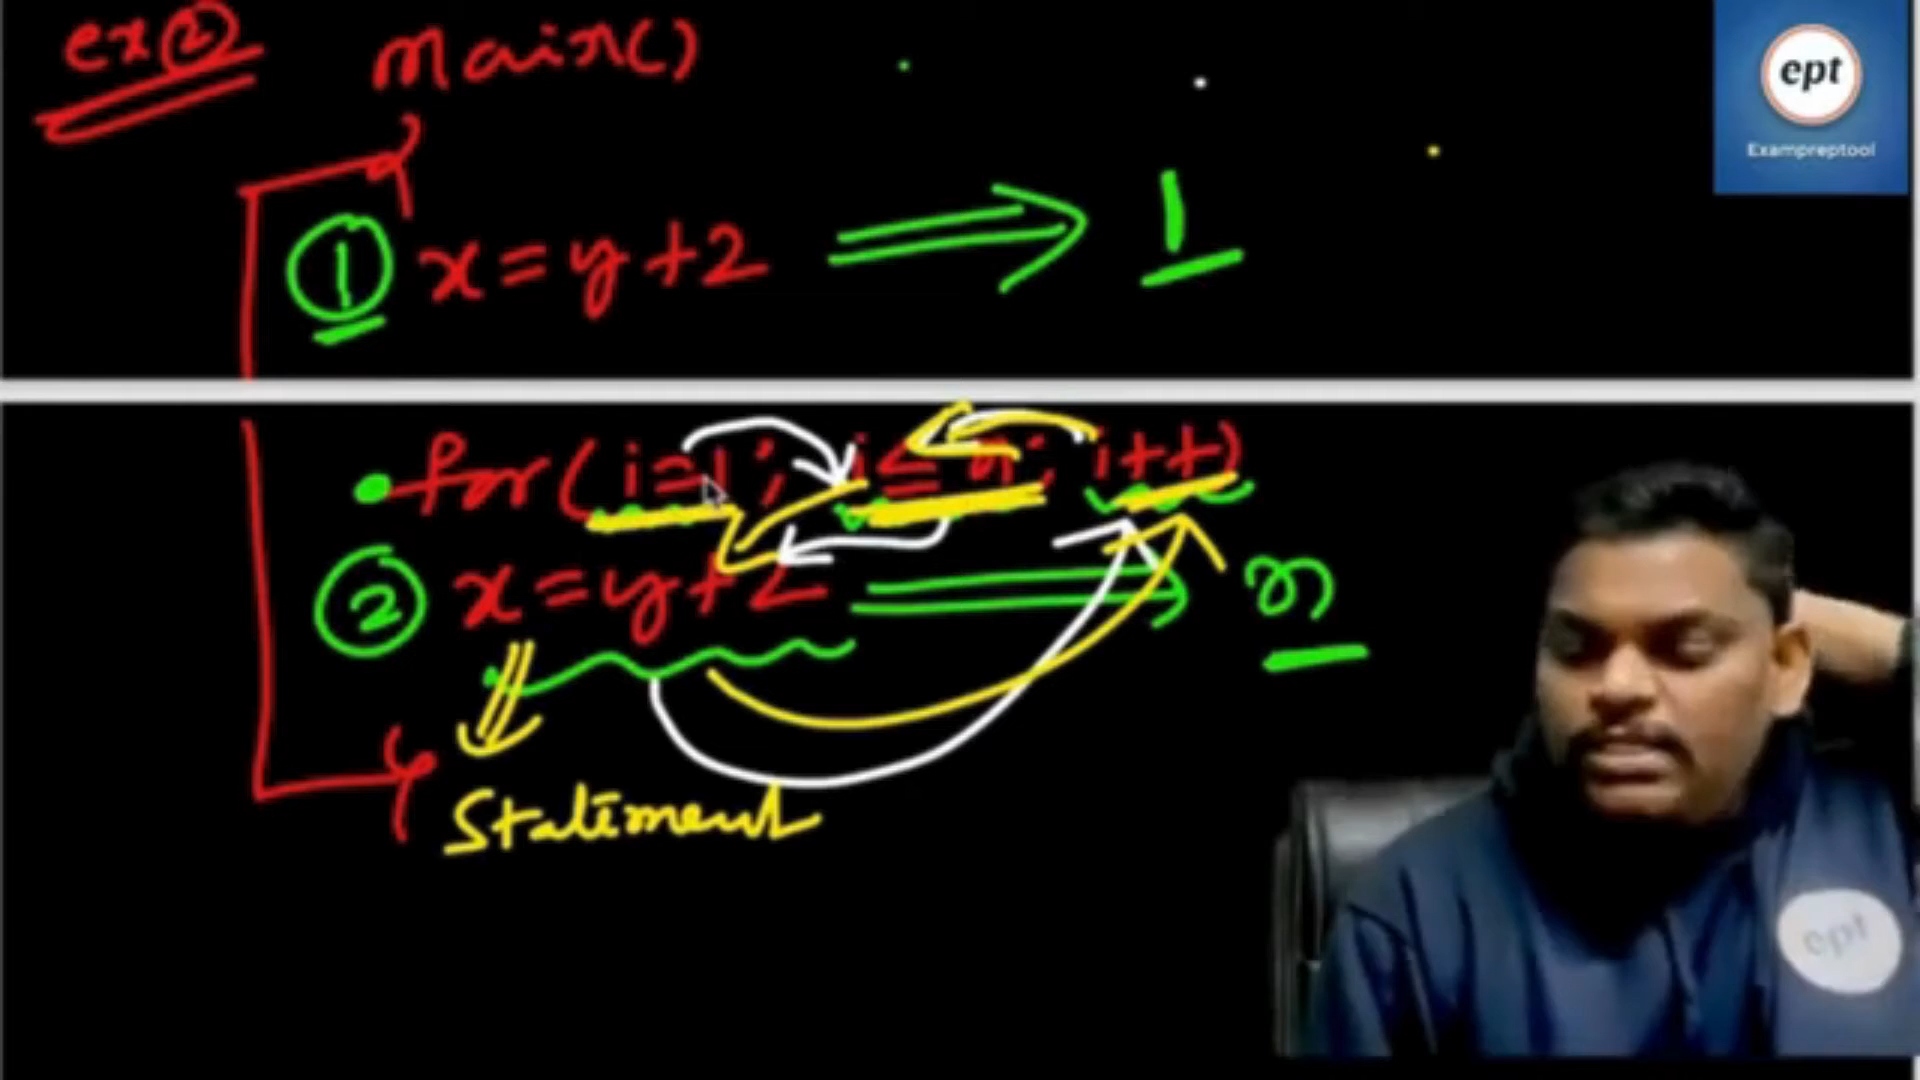 ex② main()
ept
Exampreptool
{
① x=y+2 ⇒ 1
for(i=1; i≤n; i++)
② x=y+2 ⇒ n
}
Statement
ept